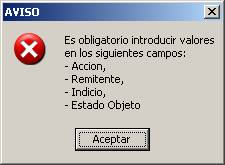 AVISO
Es obligatorio introducir valores
en los siguientes campos:
- Accion,
- Remitente,
- Indicio,
- Estado Objeto
Aceptar